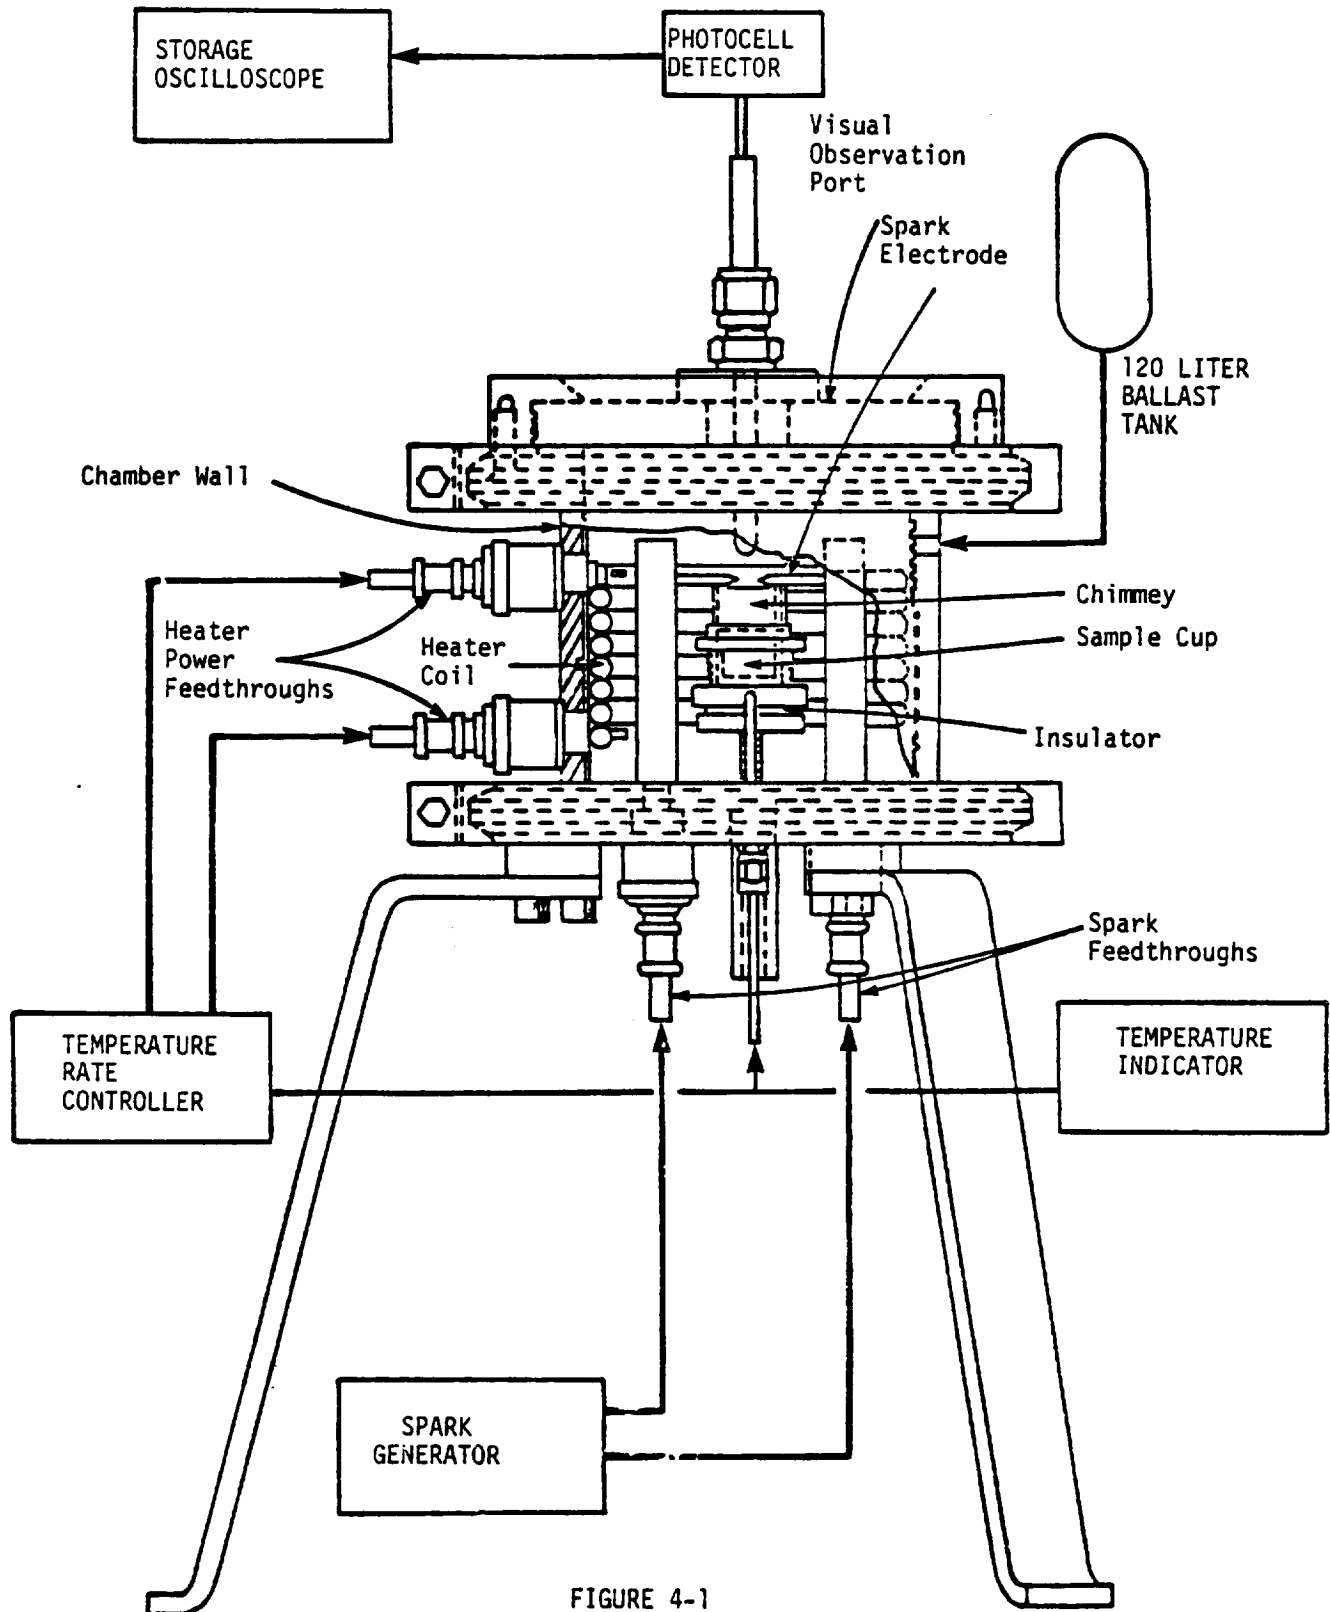 STORAGE
OSCILLOSCOPE
PHOTOCELL
DETECTOR
Visual
Observation
Port
Spark
Electrode
120 LITER
BALLAST
TANK
Chamber Wall
Heater
Power
Feedthroughs
Heater
Coil
Chimmey
Sample Cup
Insulator
Spark
Feedthroughs
TEMPERATURE
RATE
CONTROLLER
TEMPERATURE
INDICATOR
SPARK
GENERATOR
FIGURE 4-1